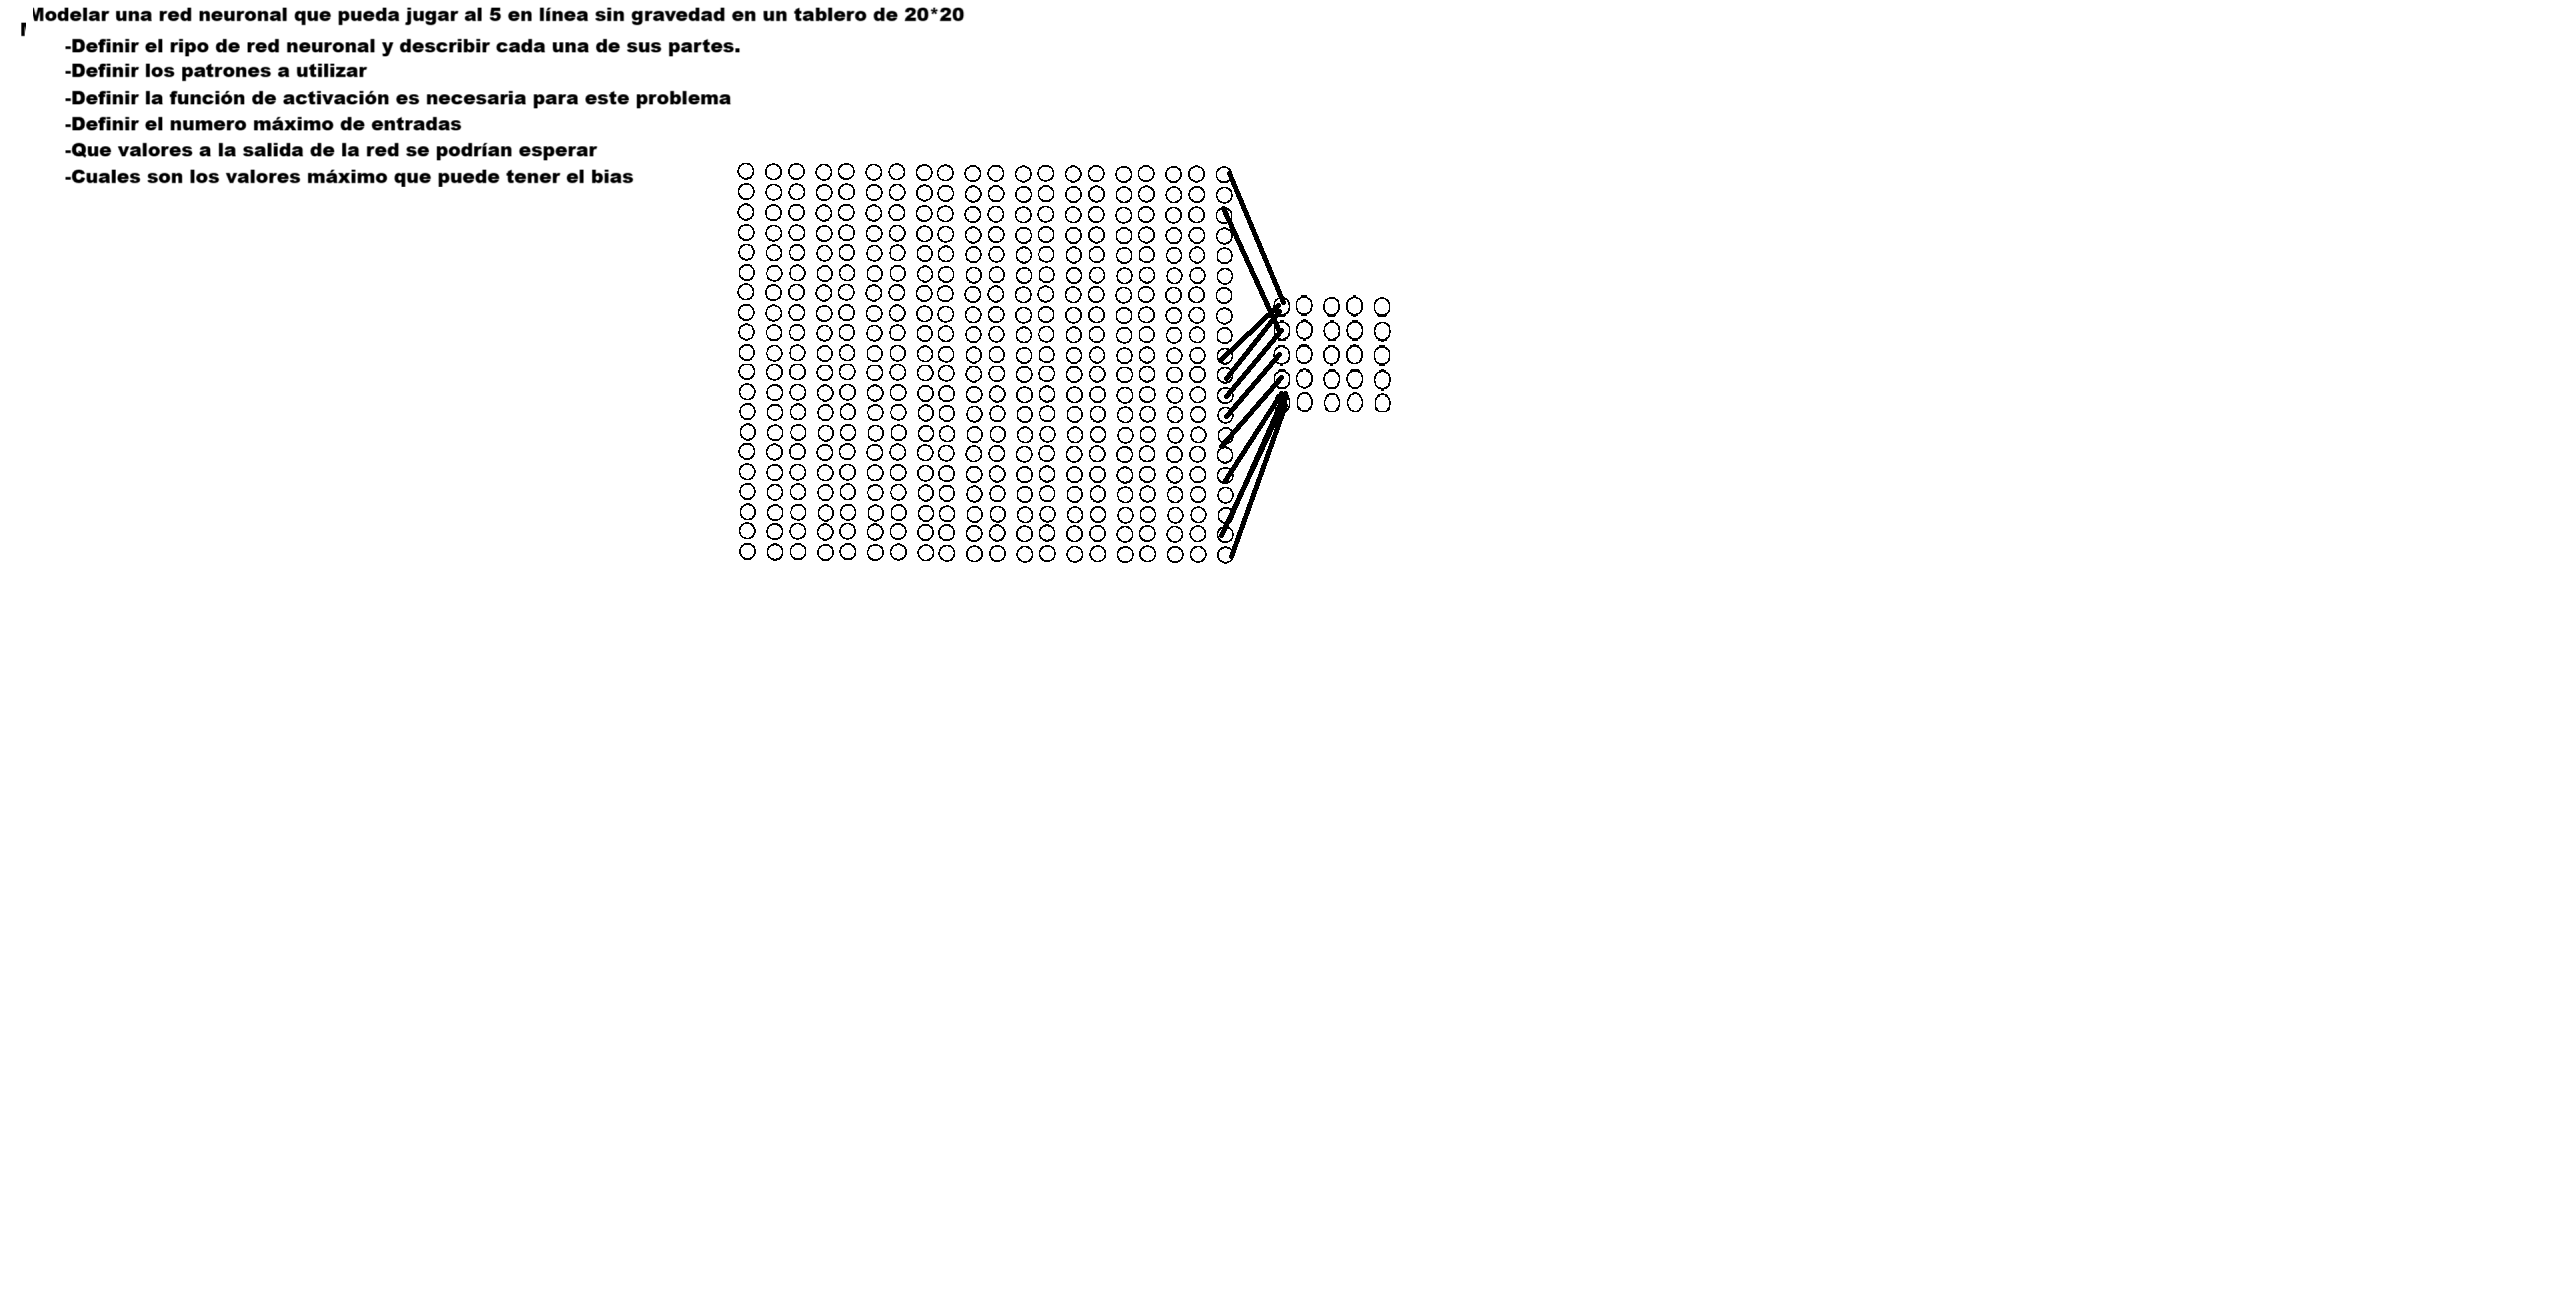 Modelar una red neuronal que pueda jugar al 5 en línea sin gravedad en un tablero de 20*20
-Definir el ripo de red neuronal y describir cada una de sus partes.
-Definir los patrones a utilizar
-Definir la función de activación es necesaria para este problema
-Definir el numero máximo de entradas
-Que valores a la salida de la red se podrían esperar
-Cuales son los valores máximo que puede tener el bias